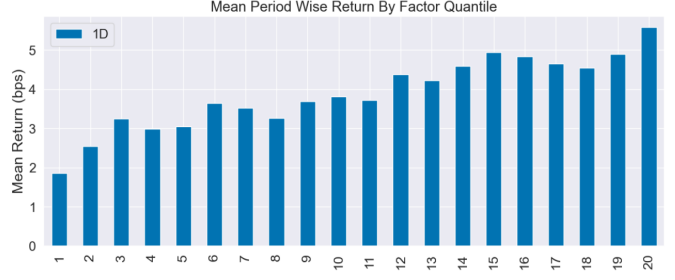 Mean Period Wise Return By Factor Quantile
1D
Mean Return (bps)
5
4
3
2
1
0
1 2 3 4 5 6 7 8 9 10 11 12 13 14 15 16 17 18 19 20